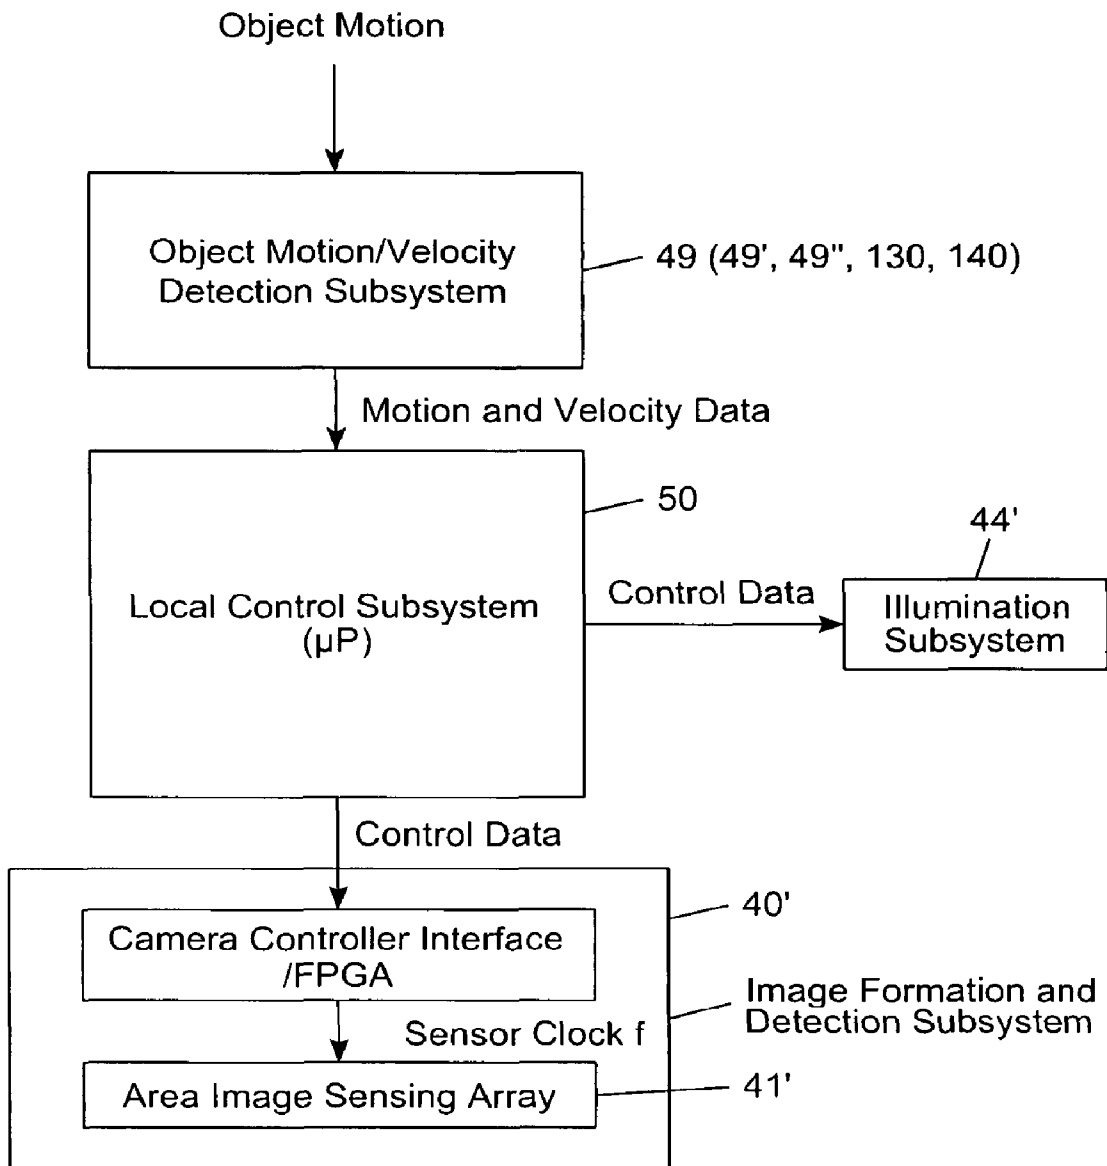 Object Motion
Object Motion/Velocity
Detection Subsystem
49 (49', 49", 130, 140)
Motion and Velocity Data
50
Local Control Subsystem
(µP)
44'
Control Data
Illumination
Subsystem
Control Data
40'
Camera Controller Interface
/FPGA
Image Formation and
Detection Subsystem
Sensor Clock f
Area Image Sensing Array
41'